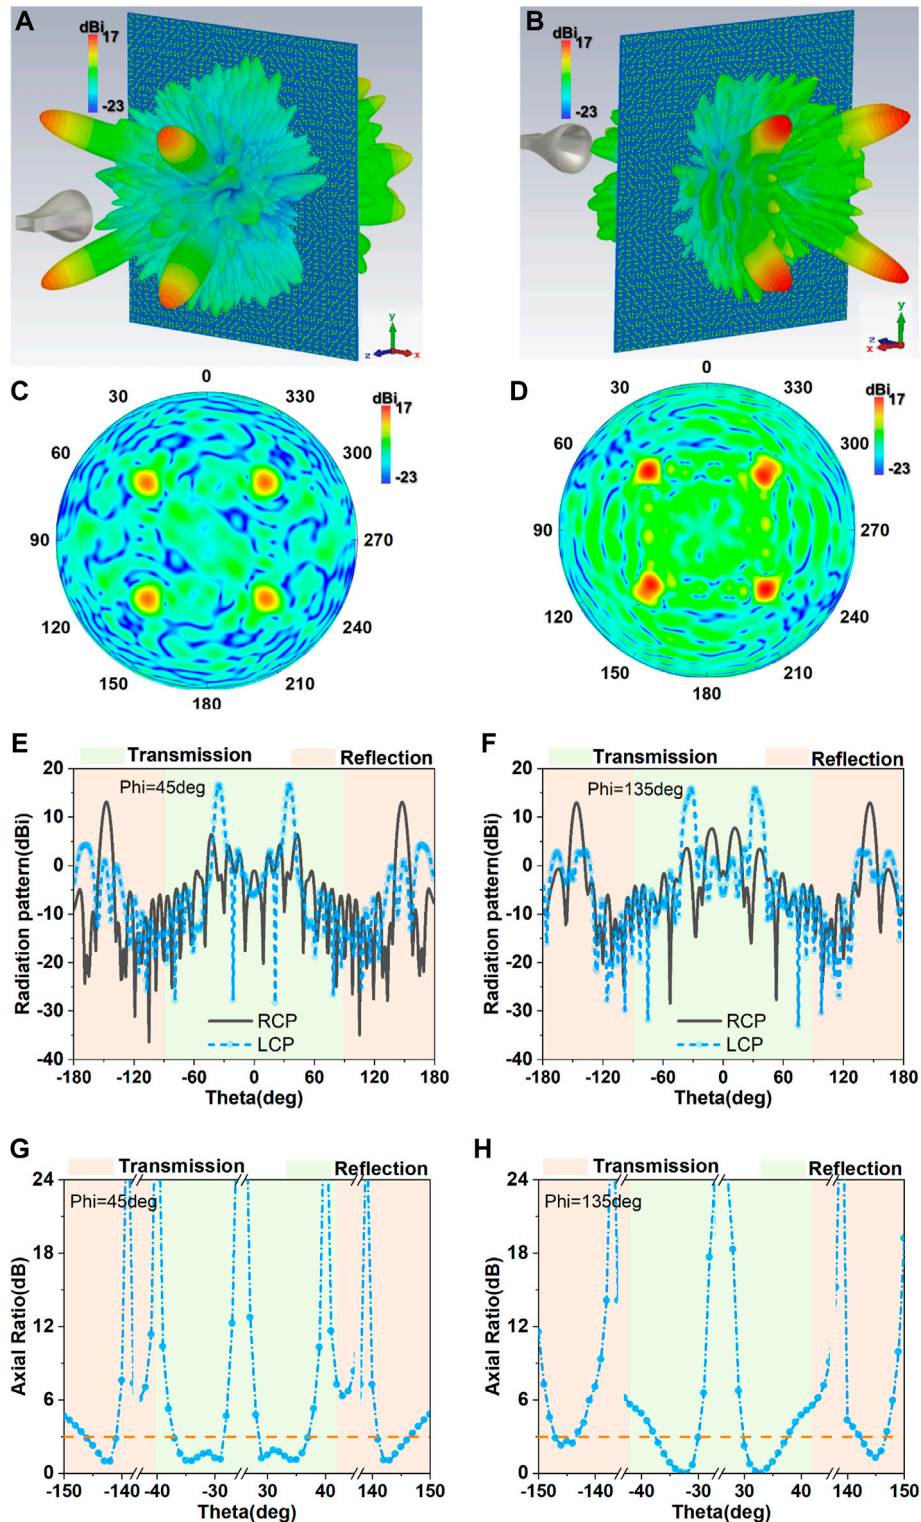 A
dBi
17
-23
y
z
x
B
dBi
17
-23
y
z
x
C
0
30
330
60
300
90
270
120
240
150
210
180
dBi
17
-23
D
0
30
330
60
300
90
270
120
240
150
210
180
dBi
17
-23
E
Transmission
Reflection
Phi=45deg
Radiation pattern(dBi)
20
10
0
-10
-20
-30
-40
RCP
LCP
-180 -120 -60 0 60 120 180
Theta(deg)
F
Transmission
Reflection
Phi=135deg
Radiation pattern(dBi)
20
10
0
-10
-20
-30
-40
RCP
LCP
-180 -120 -60 0 60 120 180
Theta(deg)
G
Transmission
Reflection
Phi=45deg
Axial Ratio(dB)
24
18
12
6
0
-150 -140 -40 -30 30 40 140 150
Theta(deg)
H
Transmission
Reflection
Phi=135deg
Axial Ratio(dB)
24
18
12
6
0
-150 -140 -40 -30 30 40 140 150
Theta(deg)